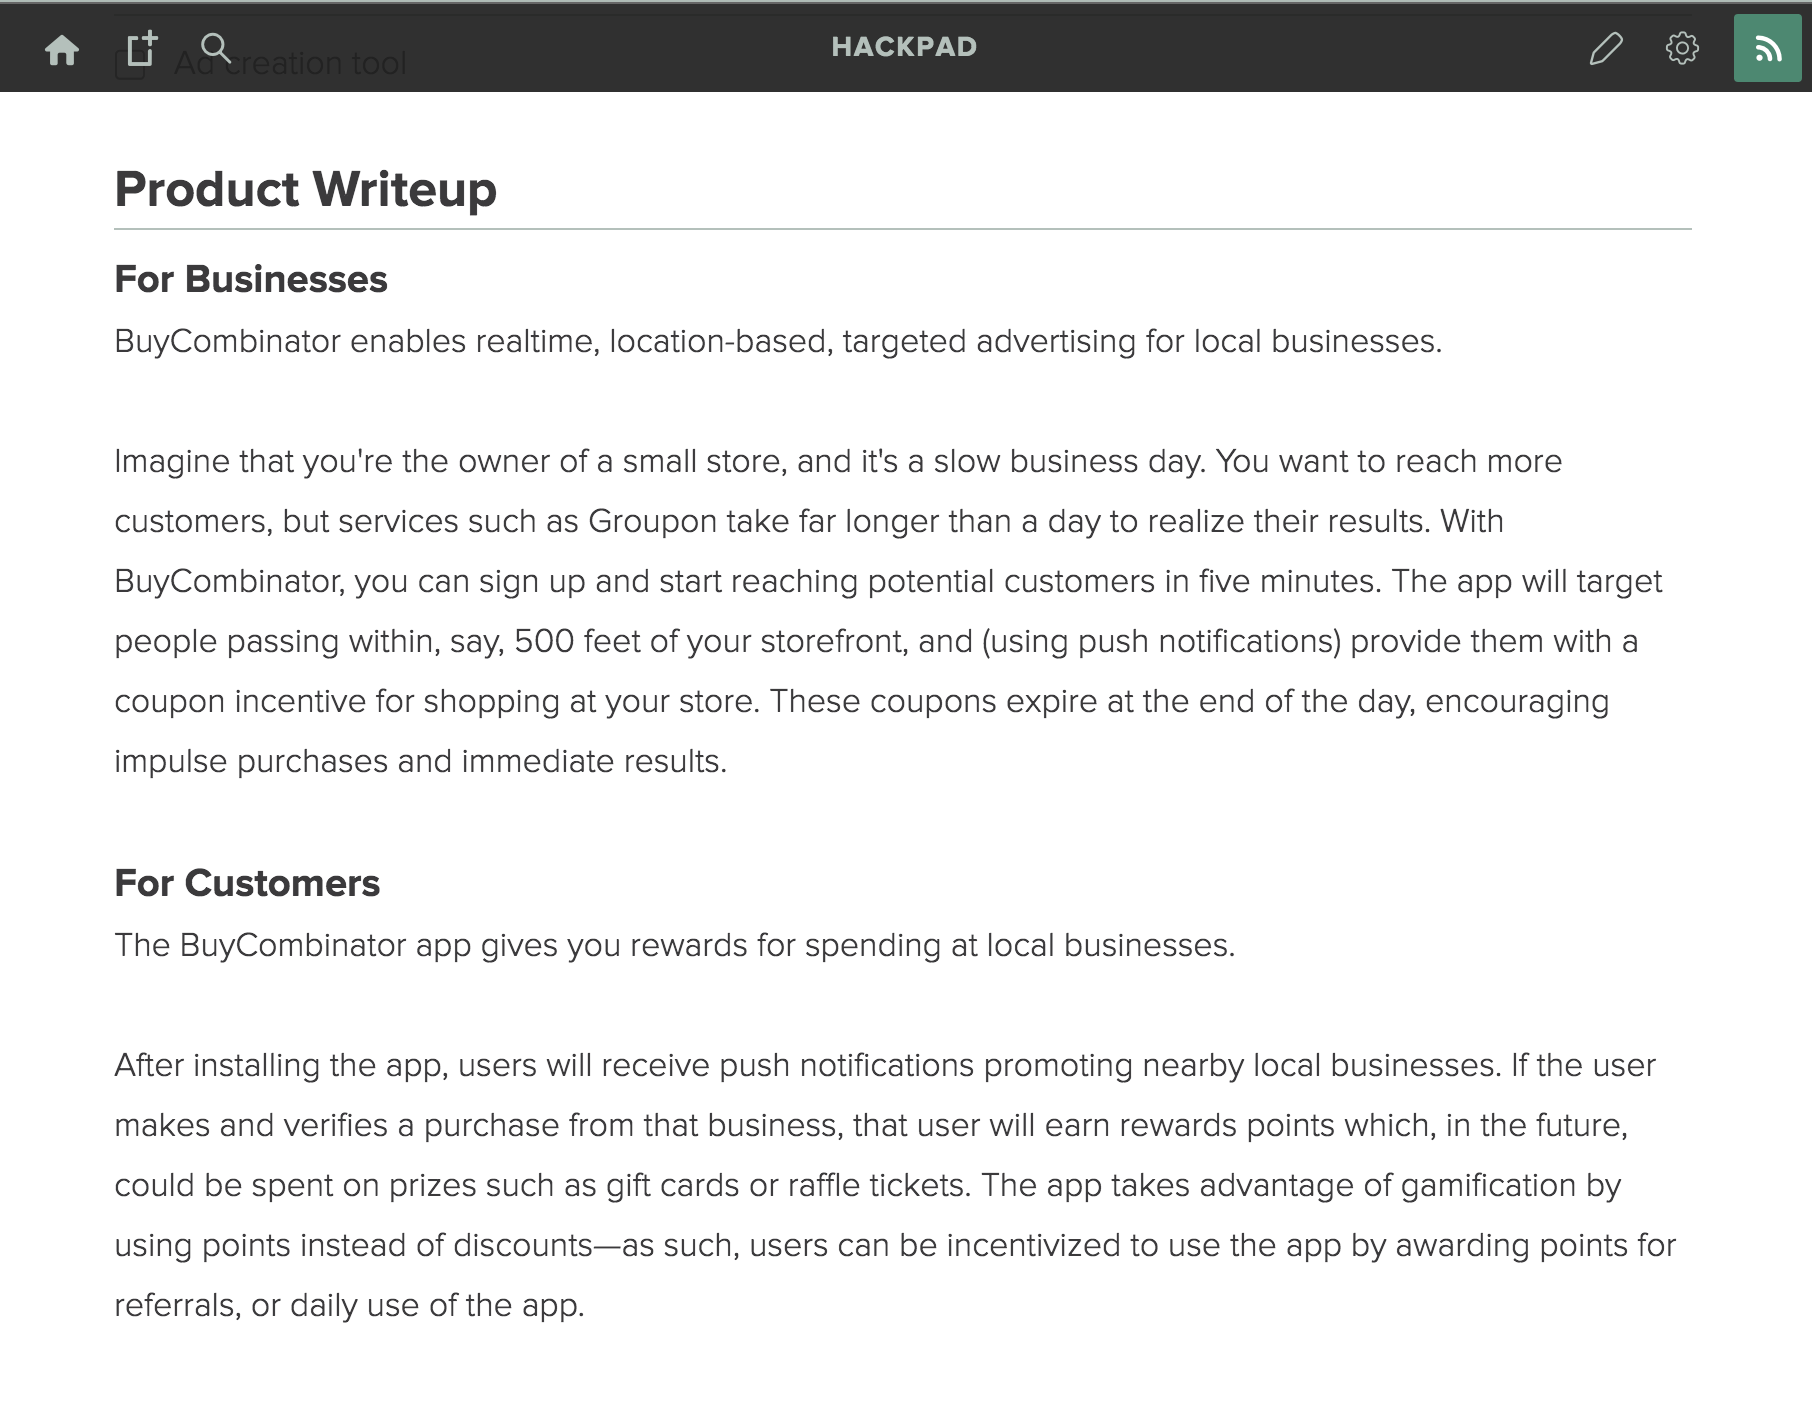 Ad creation tool
HACKPAD
Product Writeup
For Businesses
BuyCombinator enables realtime, location-based, targeted advertising for local businesses.
Imagine that you're the owner of a small store, and it's a slow business day. You want to reach more
customers, but services such as Groupon take far longer than a day to realize their results. With
BuyCombinator, you can sign up and start reaching potential customers in five minutes. The app will target
people passing within, say, 500 feet of your storefront, and (using push notifications) provide them with a
coupon incentive for shopping at your store. These coupons expire at the end of the day, encouraging
impulse purchases and immediate results.
For Customers
The BuyCombinator app gives you rewards for spending at local businesses.
After installing the app, users will receive push notifications promoting nearby local businesses. If the user
makes and verifies a purchase from that business, that user will earn rewards points which, in the future,
could be spent on prizes such as gift cards or raffle tickets. The app takes advantage of gamification by
using points instead of discounts—as such, users can be incentivized to use the app by awarding points for
referrals, or daily use of the app.